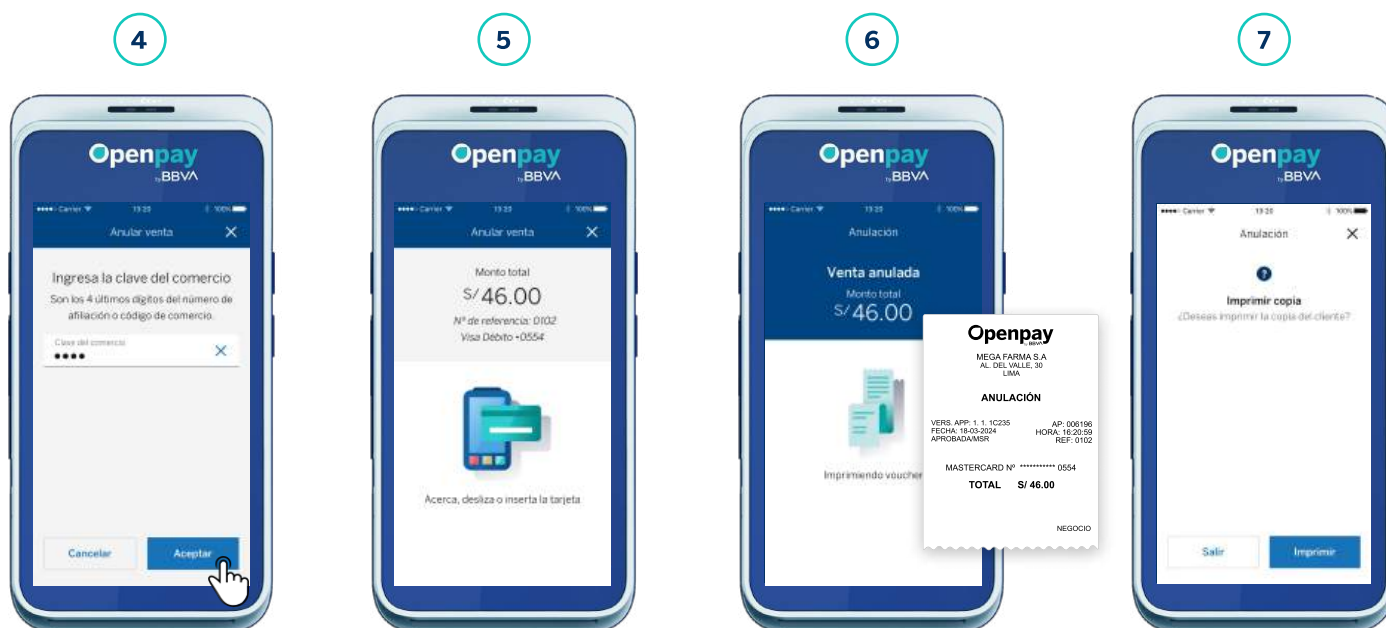 4
5
6
7
Openpay
by BBVA
Carrier 13:20 100%
Anular venta
Ingresa la clave del comercio
Son los 4 últimos dígitos del número de
afiliación o código de comercio.
Clave del comercio
Cancelar
Aceptar
Openpay
by BBVA
Carrier 13:20 100%
Anular venta
Monto total
S/ 46.00
Nº de referencia: 0102
Visa Débito •0554
Acerca, desliza o inserta la tarjeta
Openpay
by BBVA
Carrier 13:20 100%
Anulación
Venta anulada
Monto total
S/ 46.00
Imprimiendo voucher
Openpay
by BBVA
MEGA FARMA S.A
AL. DEL VALLE, 30
LIMA
ANULACIÓN
VERS. APP: 1. 1. 1C235 AP: 006196
FECHA: 18-03-2024 HORA: 16:20:59
APROBADA/MSR REF: 0102
MASTERCARD Nº *********** 0554
TOTAL S/ 46.00
NEGOCIO
Openpay
by BBVA
Carrier 13:20 100%
Anulación
?
Imprimir copia
¿Deseas imprimir la copia del cliente?
Salir
Imprimir